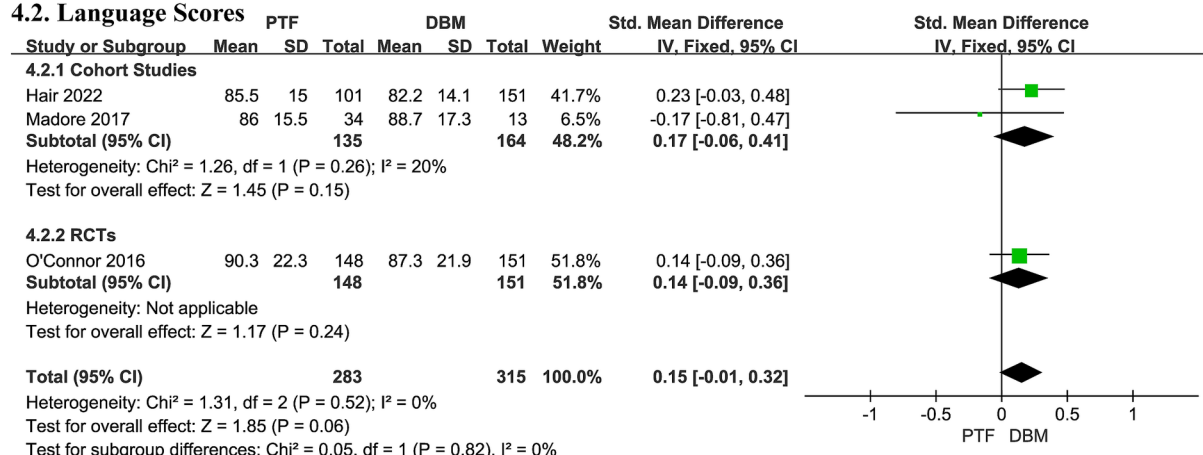 4.2. Language Scores
PTF DBM Std. Mean Difference Std. Mean Difference
Study or Subgroup Mean SD Total Mean SD Total Weight IV, Fixed, 95% CI IV, Fixed, 95% CI
4.2.1 Cohort Studies
Hair 2022 85.5 15 101 82.2 14.1 151 41.7% 0.23 [-0.03, 0.48]
Madore 2017 86 15.5 34 88.7 17.3 13 6.5% -0.17 [-0.81, 0.47]
Subtotal (95% CI) 135 164 48.2% 0.17 [-0.06, 0.41]
Heterogeneity: Chi² = 1.26, df = 1 (P = 0.26); I² = 20%
Test for overall effect: Z = 1.45 (P = 0.15)
4.2.2 RCTs
O'Connor 2016 90.3 22.3 148 87.3 21.9 151 51.8% 0.14 [-0.09, 0.36]
Subtotal (95% CI) 148 151 51.8% 0.14 [-0.09, 0.36]
Heterogeneity: Not applicable
Test for overall effect: Z = 1.17 (P = 0.24)
Total (95% CI) 283 315 100.0% 0.15 [-0.01, 0.32]
Heterogeneity: Chi² = 1.31, df = 2 (P = 0.52); I² = 0%
Test for overall effect: Z = 1.85 (P = 0.06)
Test for subgroup differences: Chi² = 0.05, df = 1 (P = 0.82), I² = 0%
-1 -0.5 0 0.5 1
PTF DBM